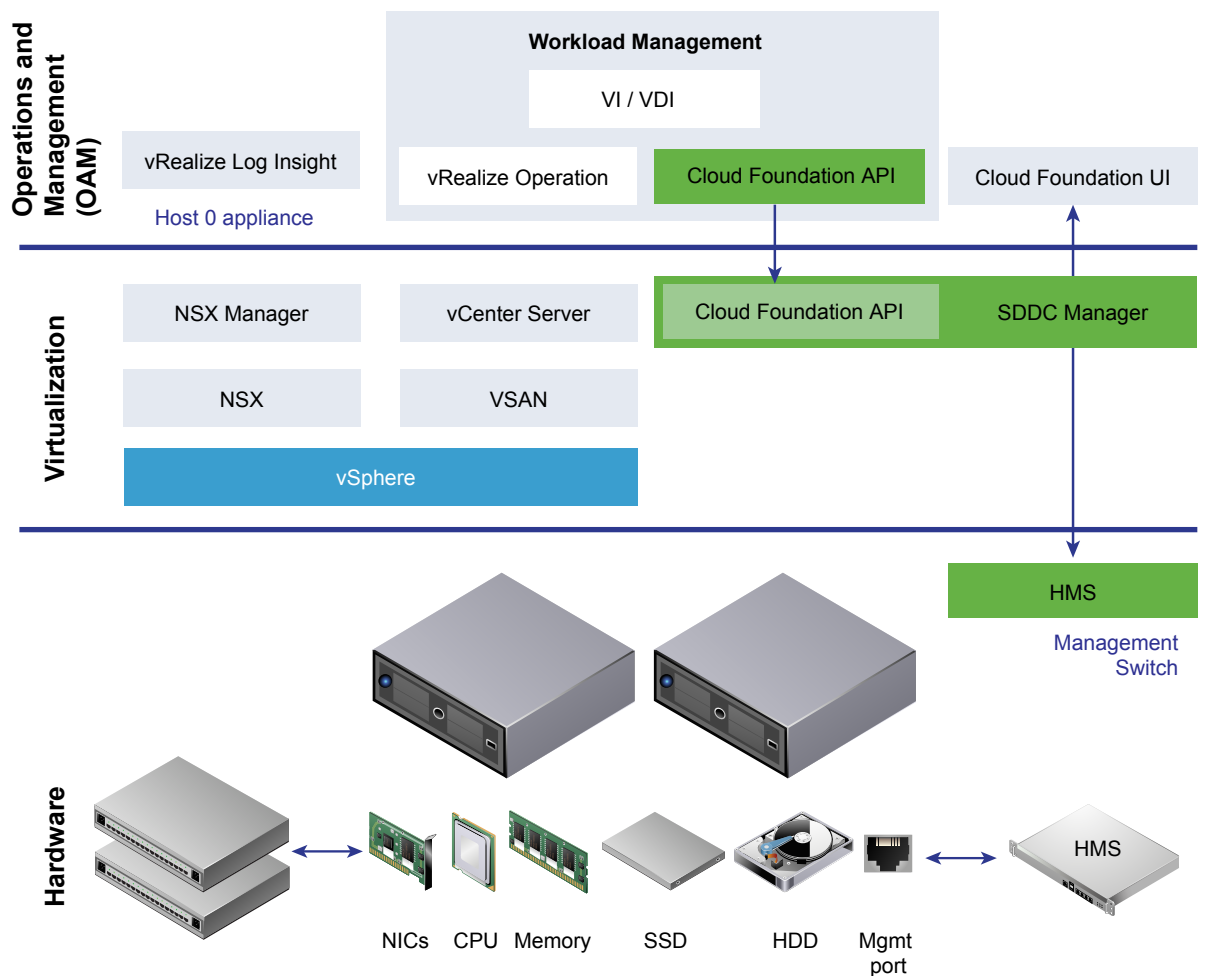 Operations and
Management
(OAM)
Workload Management
VI / VDI
vRealize Log Insight
vRealize Operation
Cloud Foundation API
Cloud Foundation UI
Host 0 appliance
Virtualization
NSX Manager
vCenter Server
Cloud Foundation API
SDDC Manager
NSX
VSAN
vSphere
HMS
Management
Switch
Hardware
HMS
NICs
CPU
Memory
SSD
HDD
Mgmt
port